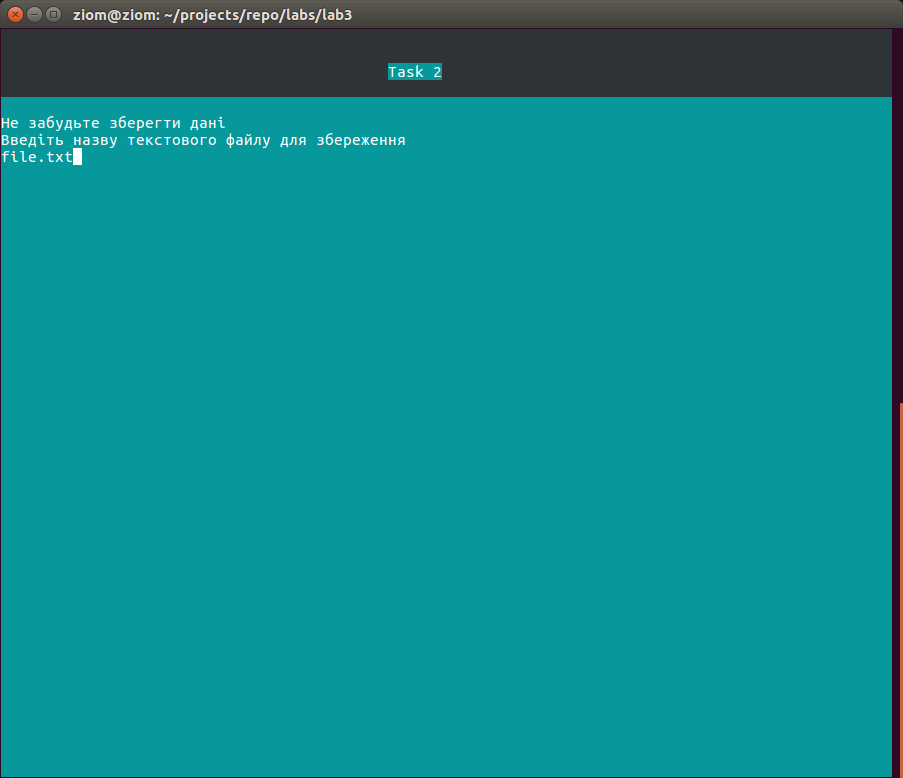 ziom@ziom: ~/projects/repo/labs/lab3
Task 2
Не забудьте зберегти дані
Введіть назву текстового файлу для збереження
file.txt